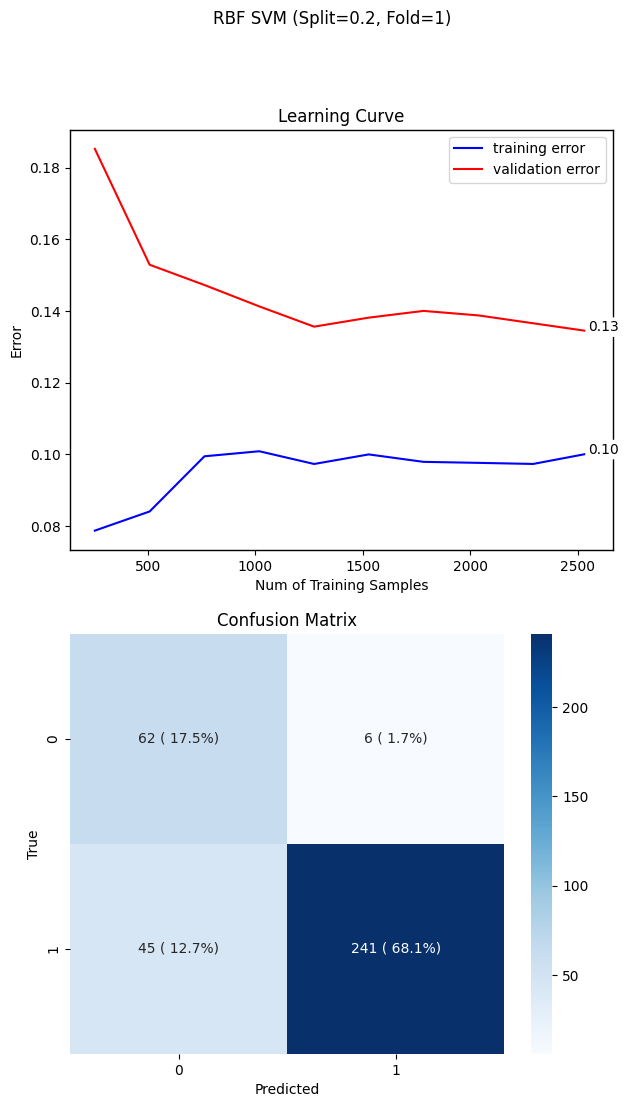 RBF SVM (Split=0.2, Fold=1)
Learning Curve
training error
validation error
0.18
0.16
0.14
0.12
0.10
0.08
Error
0.13
0.10
500
1000
1500
2000
2500
Num of Training Samples
Confusion Matrix
0
1
True
62 ( 17.5%)
6 ( 1.7%)
45 ( 12.7%)
241 ( 68.1%)
200
150
100
50
0
1
Predicted